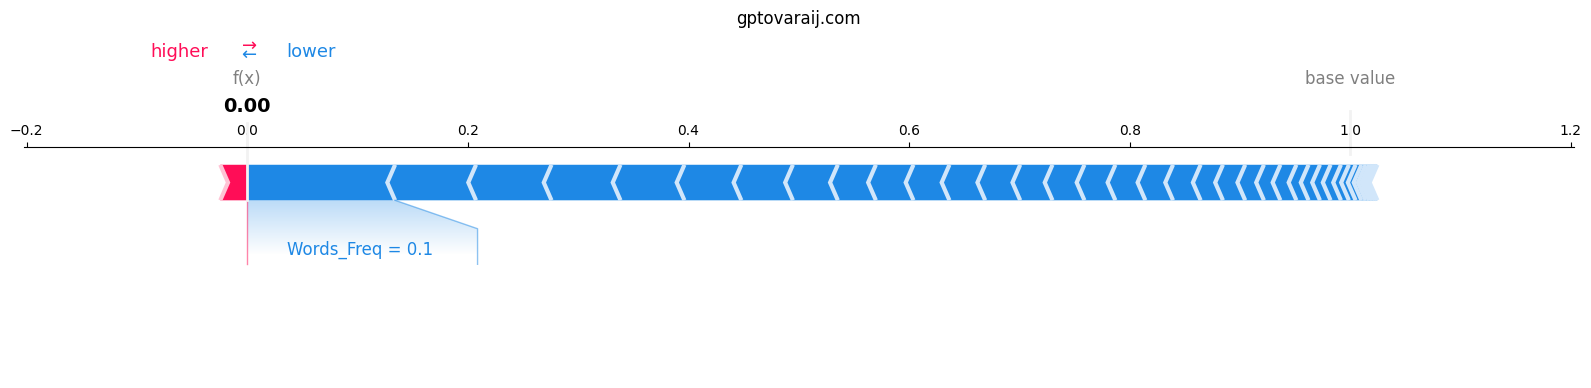 gptovaraij.com
higher ⇄ lower
f(x) base value
0.00
−0.2 0 0 0.2 0.4 0.6 0.8 1 0 1.2
Words_Freq = 0.1